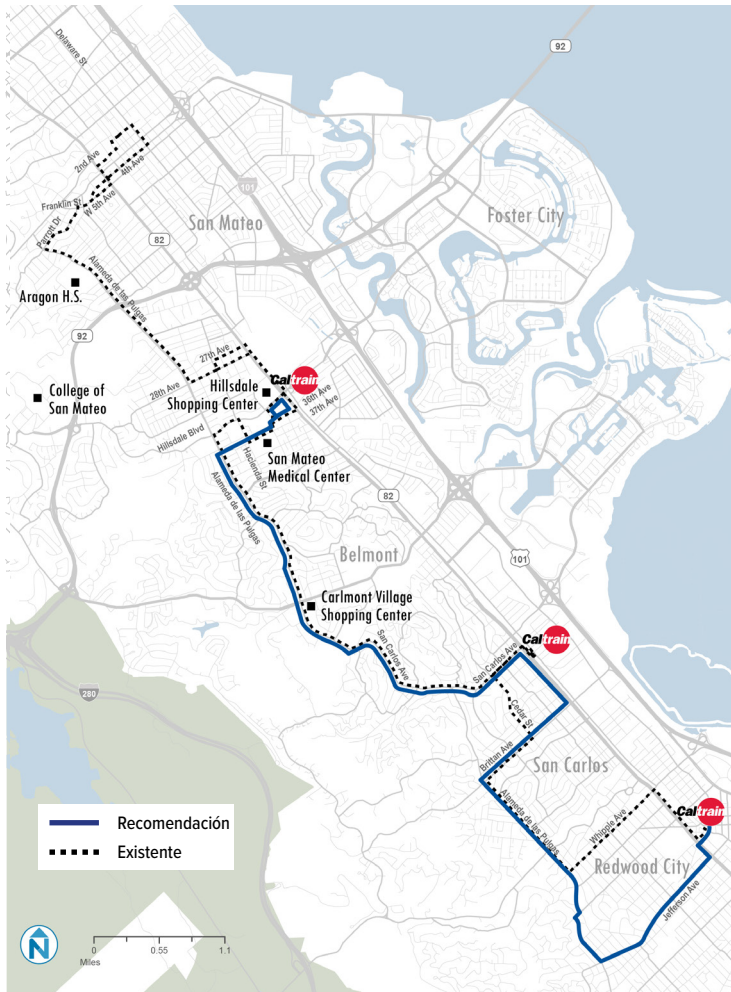 Delaware St
92
2nd Ave
4th Ave
W 5th Ave
Franklin St
Parrott Dr
101
San Mateo
Foster City
82
Alameda de las Pulgas
Aragon H.S.
92
27th Ave
28th Ave
Caltrain
Hillsdale
Shopping Center
36th Ave
37th Ave
College of
San Mateo
Hillsdale Blvd
Hacienda St
San Mateo
Medical Center
Alameda de las Pulgas
82
Belmont
101
Carlmont Village
Shopping Center
San Carlos Ave
San Carlos Ave
Caltrain
280
Cedar St
Brittan Ave
San Carlos
Alameda de las Pulgas
Whipple Ave
Caltrain
Redwood City
Jefferson Ave
Recomendación
Existente
N
0 0.55 1.1
Miles